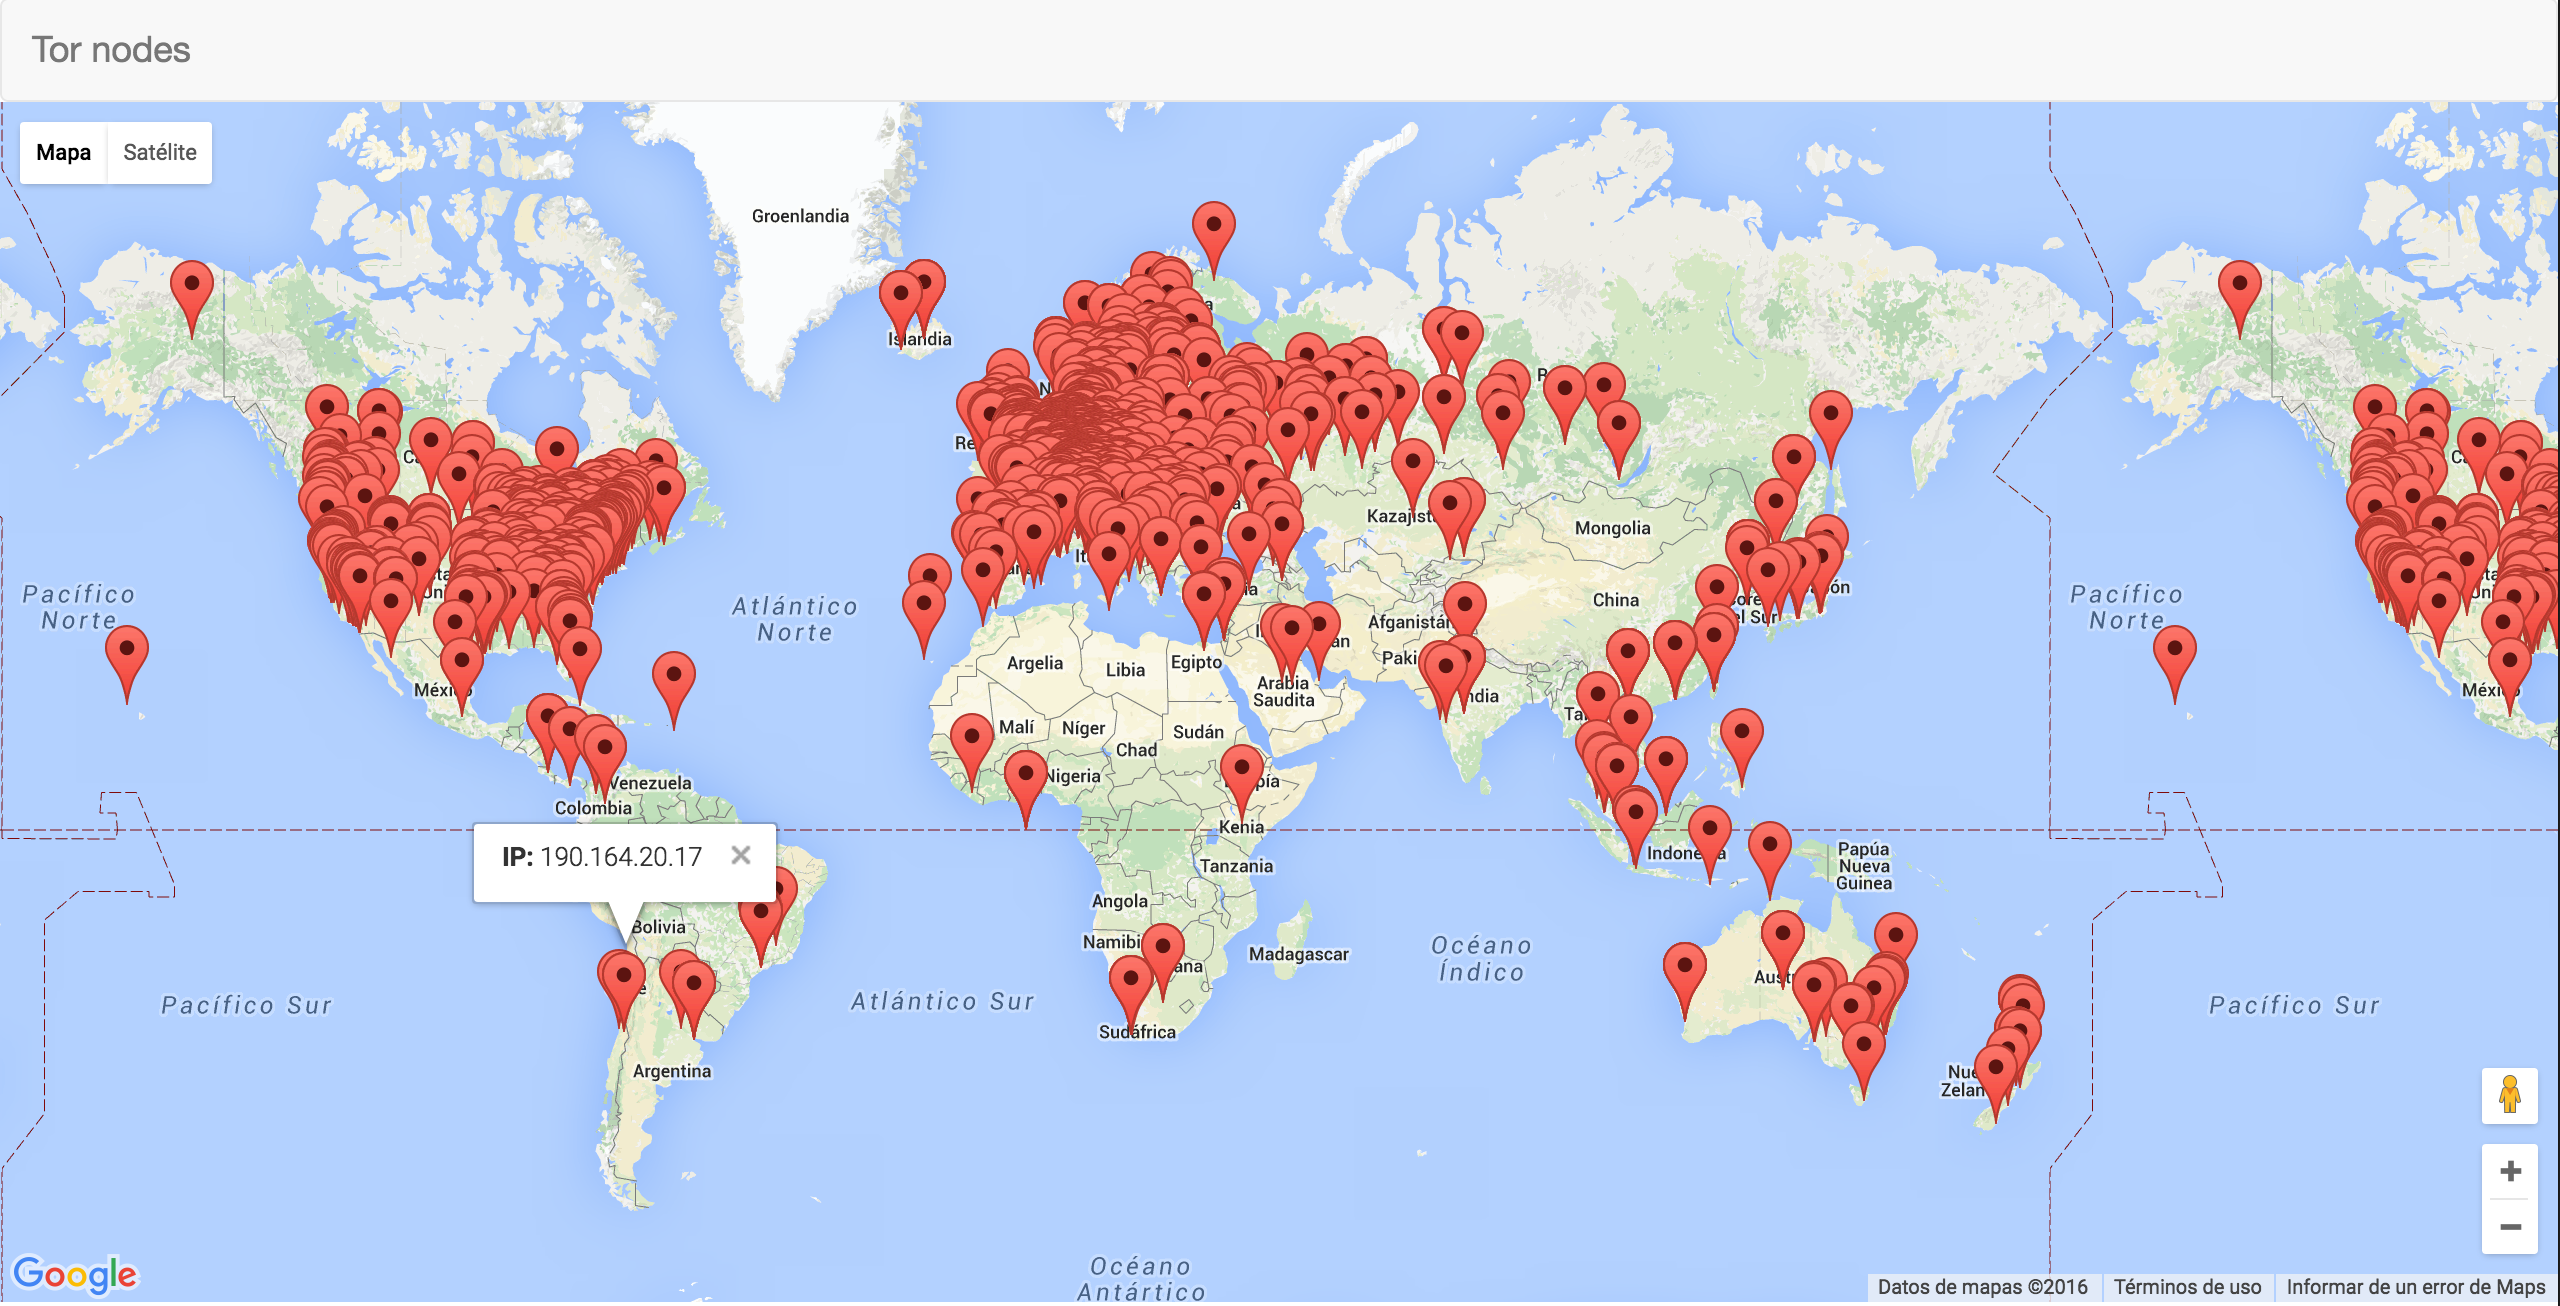 Tor nodes
Mapa
Satélite
Groenlandia
Islandia
Pacífico
Norte
Atlántico
Norte
Pacífico
Norte
Kazajist
Mongolia
China
Afganistán
Argelia
Libia
Egipto
Arabia
Saudita
Malí
Níger
Chad
Sudán
Nigeria
Venezuela
Colombia
IP: 190.164.20.17
Kenia
Tanzania
Angola
Madagascar
Sudáfrica
Bolivia
Argentina
Papúa
Nueva
Guinea
Océano
Índico
Pacífico Sur
Atlántico Sur
Pacífico Sur
Océano
Antártico
Google
Datos de mapas ©2016
Términos de uso
Informar de un error de Maps